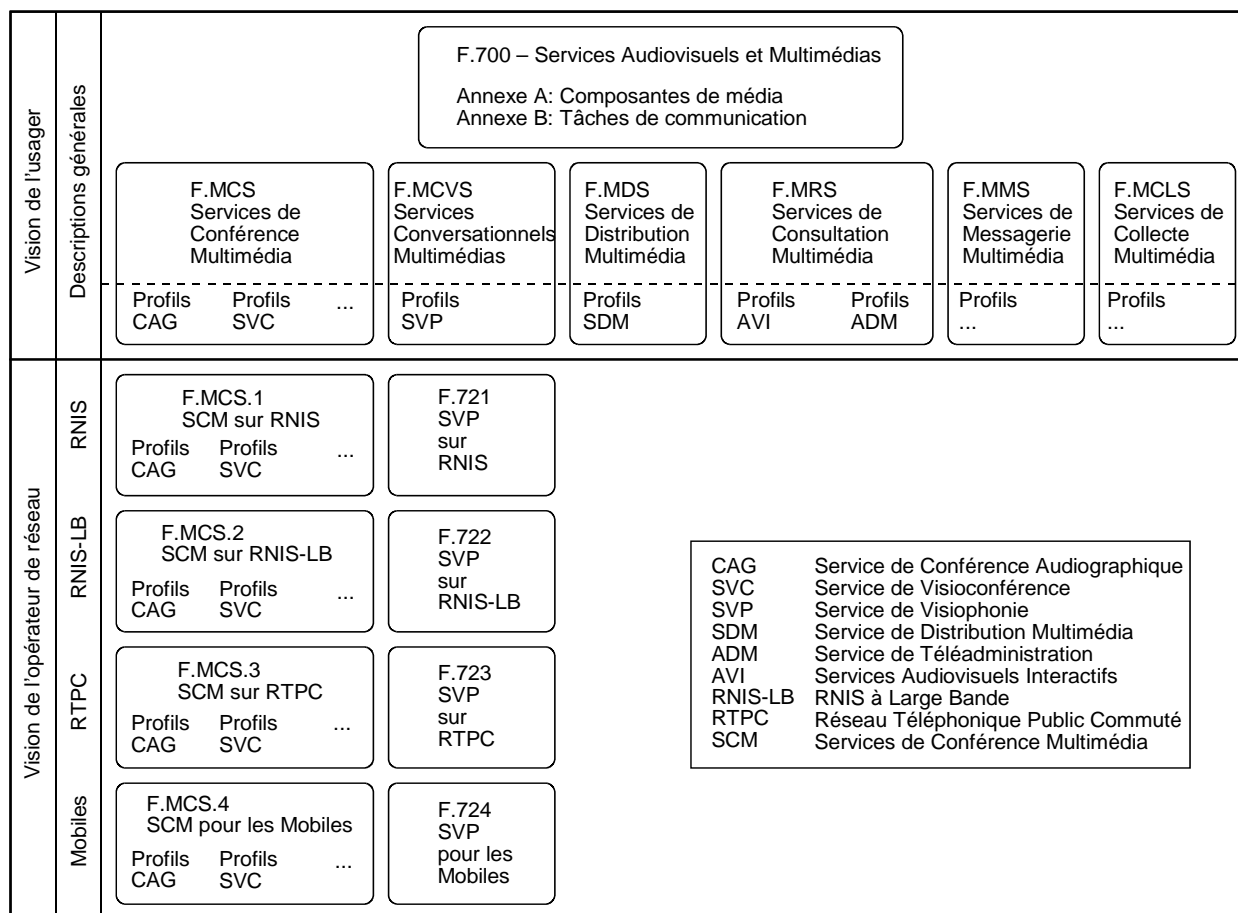 Vision de l'usager
Descriptions générales
F.700 – Services Audiovisuels et Multimédias
Annexe A: Composantes de média
Annexe B: Tâches de communication
F.MCS
Services de
Conférence
Multimédia
Profils Profils ...
CAG SVC
F.MCVS
Services
Conversationnels
Multimédias
Profils
SVP
F.MDS
Services de
Distribution
Multimédia
Profils
SDM
F.MRS
Services de
Consultation
Multimédia
Profils Profils
AVI ADM
F.MMS
Services de
Messagerie
Multimédia
Profils
...
F.MCLS
Services de
Collecte
Multimédia
Profils
...
Vision de l'opérateur de réseau
RNIS
F.MCS.1
SCM sur RNIS
Profils Profils ...
CAG SVC
F.721
SVP
sur
RNIS
RNIS-LB
F.MCS.2
SCM sur RNIS-LB
Profils Profils ...
CAG SVC
F.722
SVP
sur
RNIS-LB
RTPC
F.MCS.3
SCM sur RTPC
Profils Profils ...
CAG SVC
F.723
SVP
sur
RTPC
Mobiles
F.MCS.4
SCM pour les Mobiles
Profils Profils ...
CAG SVC
F.724
SVP
pour les
Mobiles
CAG Service de Conférence Audiographique
SVC Service de Visioconférence
SVP Service de Visiophonie
SDM Service de Distribution Multimédia
ADM Service de Téléadministration
AVI Services Audiovisuels Interactifs
RNIS-LB RNIS à Large Bande
RTPC Réseau Téléphonique Public Commuté
SCM Services de Conférence Multimédia